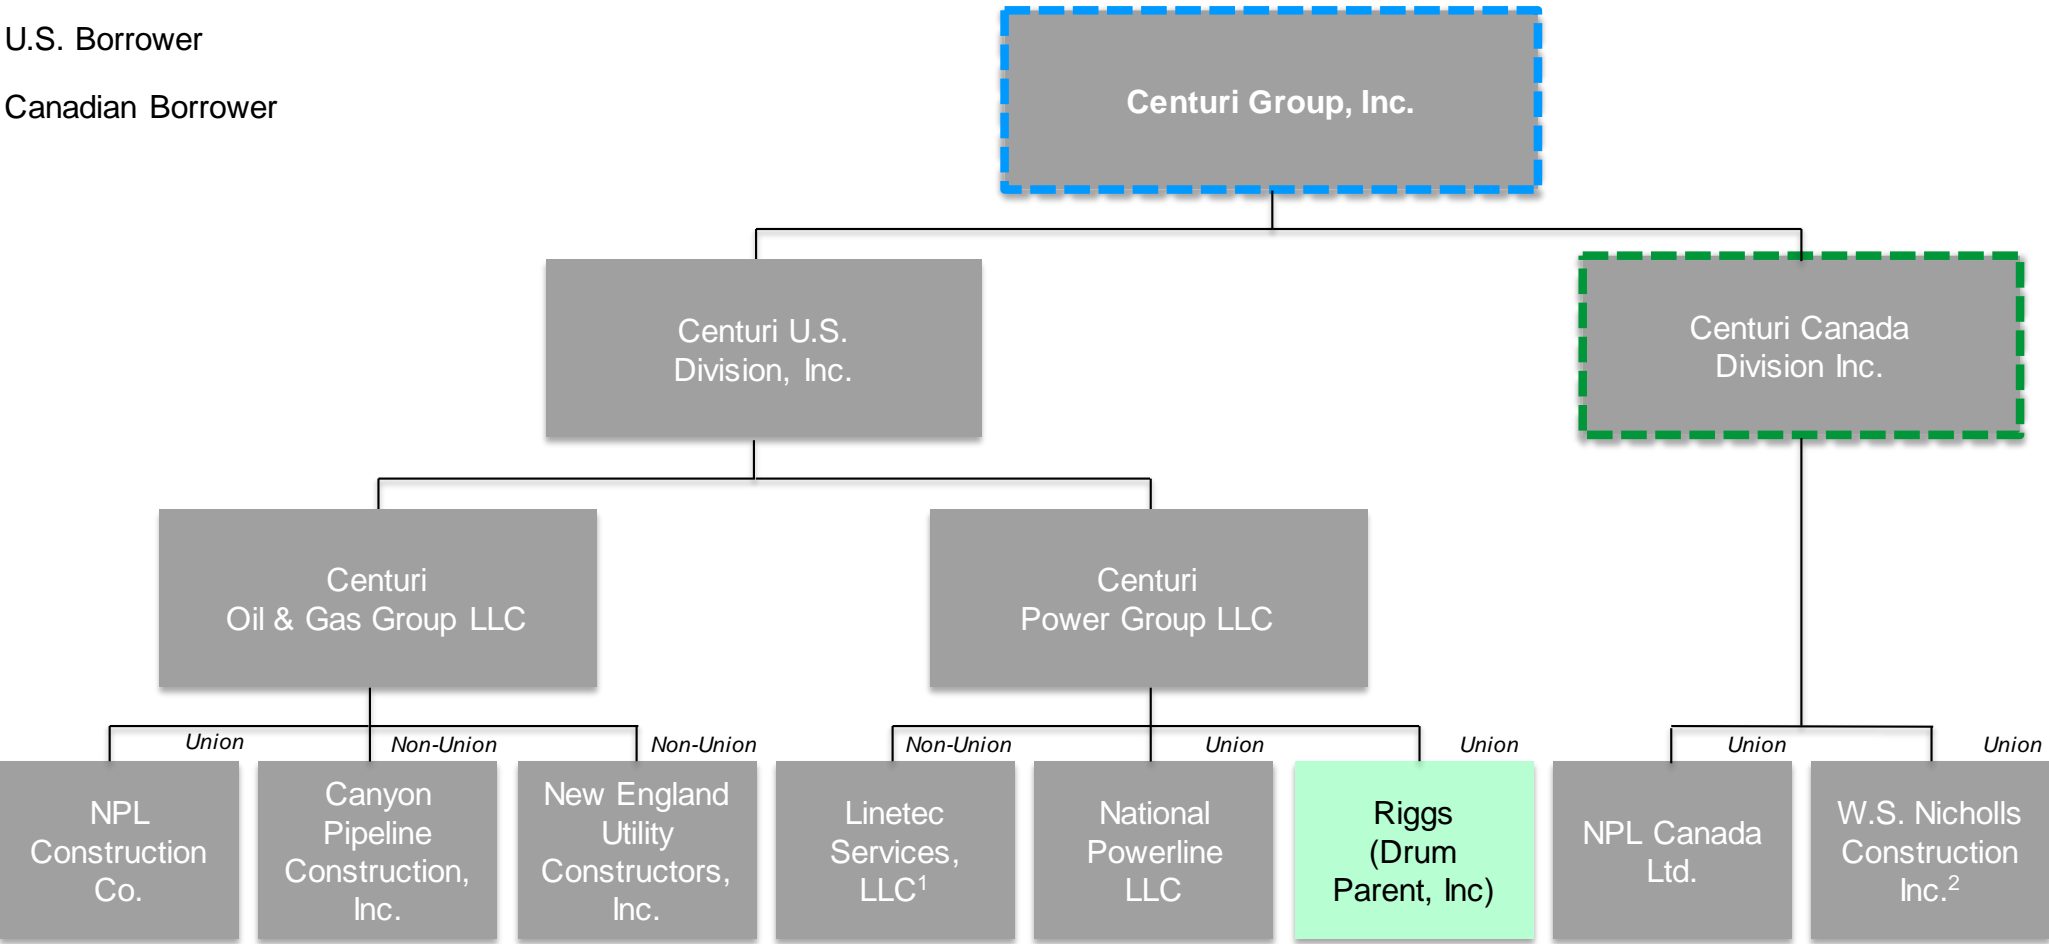 U.S. Borrower
Canadian Borrower
Centuri Group, Inc.
Centuri U.S.
Division, Inc.
Centuri Canada
Division Inc.
Centuri
Oil & Gas Group LLC
Centuri
Power Group LLC
Union
Non-Union
Non-Union
Non-Union
Union
Union
Union
Union
NPL
Construction
Co.
Canyon
Pipeline
Construction,
Inc.
New England
Utility
Constructors,
Inc.
Linetec
Services,
LLC¹
National
Powerline
LLC
Riggs
(Drum
Parent, Inc)
NPL Canada
Ltd.
W.S. Nicholls
Construction
Inc.²